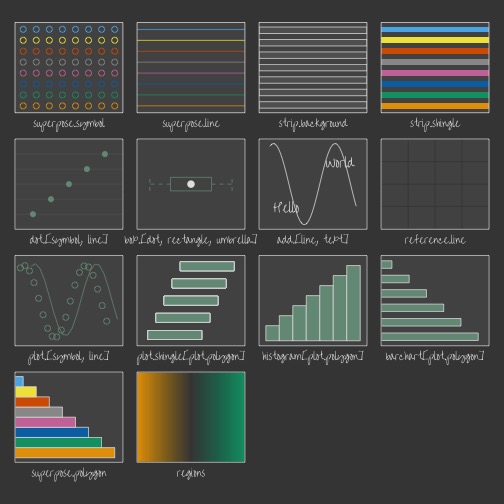 superpose.symbol
superpose.line
strip.background
strip.shingle
dot.[symbol, line]
box.[dot, rectangle, umbrella]
Hello
world
add.[line, text]
reference.line
plot.[symbol, line]
plot.shingle[plot.polygon]
histogram[plot.polygon]
barchart[plot.polygon]
superpose.polygon
regions